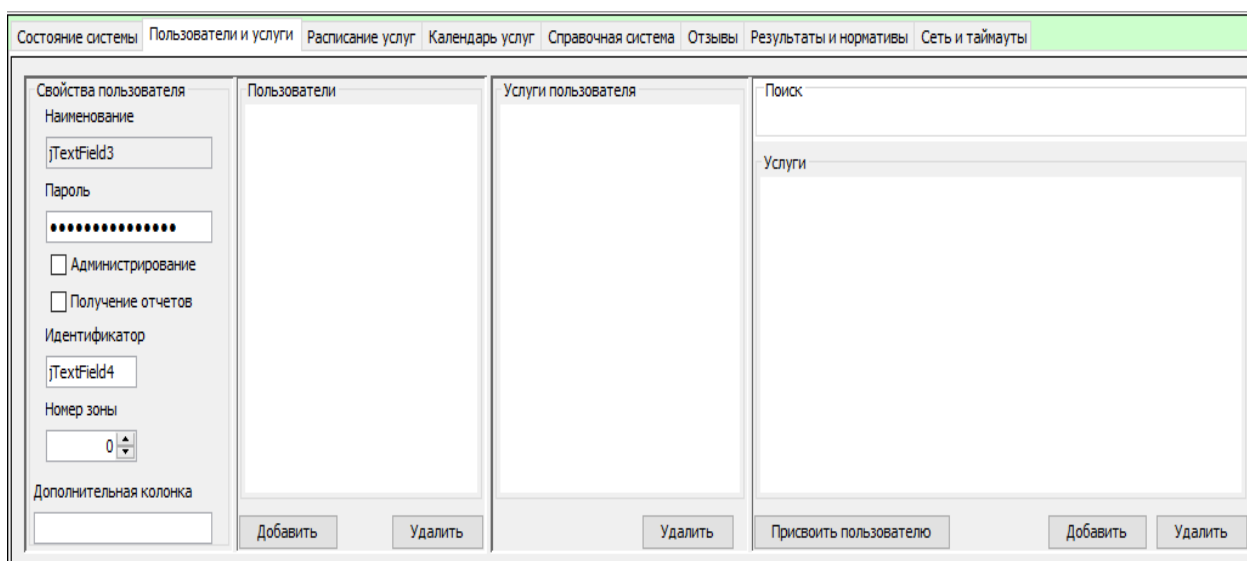 Состояние системы Пользователи и услуги Расписание услуг Календарь услуг Справочная система Отзывы Результаты и нормативы Сеть и таймауты
Свойства пользователя
Наименование
jTextField3
Пароль
•••••••••••••••
Администрирование
Получение отчетов
Идентификатор
jTextField4
Номер зоны
0
Дополнительная колонка
Пользователи
Добавить Удалить
Услуги пользователя
Удалить
Поиск
Услуги
Присвоить пользователю Добавить Удалить